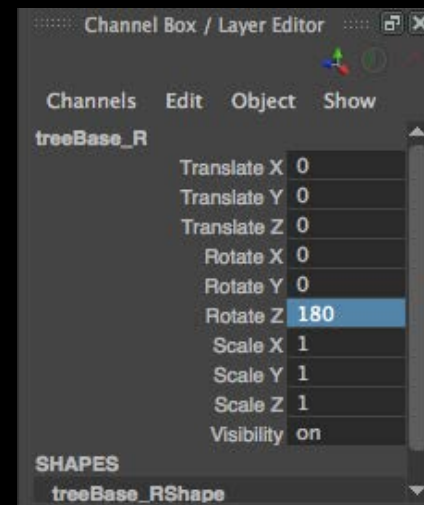 Channel Box / Layer Editor
Channels Edit Object Show
treeBase_R
Translate X 0
Translate Y 0
Translate Z 0
Rotate X 0
Rotate Y 0
Rotate Z 180
Scale X 1
Scale Y 1
Scale Z 1
Visibility on
SHAPES
treeBase_RShape